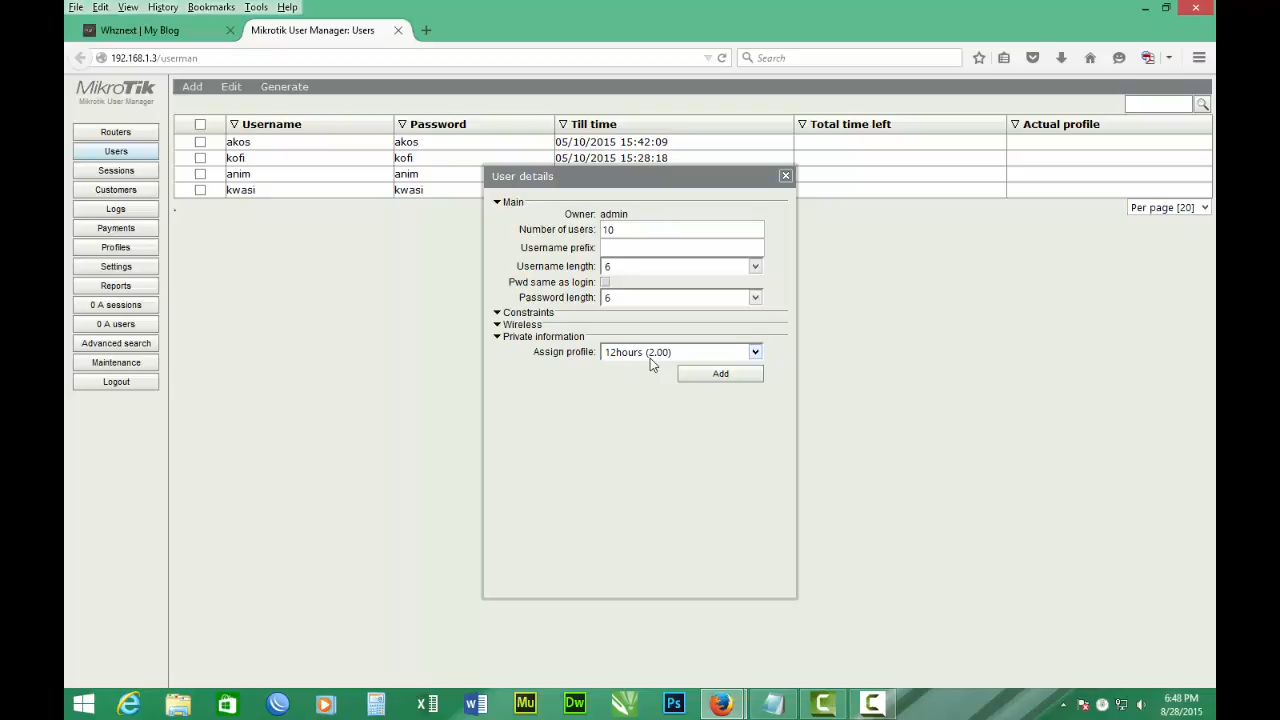 File Edit View History Bookmarks Tools Help
Whznext | My Blog
Mikrotik User Manager: Users
192.168.1.3/userman
Search
MikroTik
Mikrotik User Manager
Add Edit Generate
Routers
Users
Sessions
Customers
Logs
Payments
Profiles
Settings
Reports
0 A sessions
0 A users
Advanced search
Maintenance
Logout
Username Password Till time Total time left Actual profile
akos akos 05/10/2015 15:42:09
kofi kofi 05/10/2015 15:28:18
anim anim
kwasi kwasi
Per page [20]
User details
Main
Owner: admin
Number of users: 10
Username prefix:
Username length: 6
Pwd same as login:
Password length: 6
Constraints
Wireless
Private information
Assign profile: 12hours (2.00)
Add
Mu Dw Ps
6:48 PM
8/28/2015